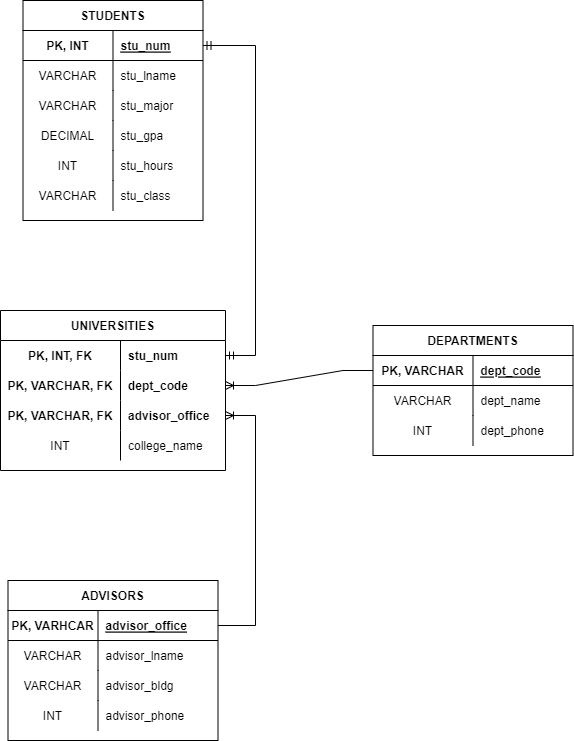 STUDENTS
PK, INT stu_num
VARCHAR stu_lname
VARCHAR stu_major
DECIMAL stu_gpa
INT stu_hours
VARCHAR stu_class
UNIVERSITIES
PK, INT, FK stu_num
PK, VARCHAR, FK dept_code
PK, VARCHAR, FK advisor_office
INT college_name
DEPARTMENTS
PK, VARCHAR dept_code
VARCHAR dept_name
INT dept_phone
ADVISORS
PK, VARHCAR advisor_office
VARCHAR advisor_lname
VARCHAR advisor_bldg
INT advisor_phone